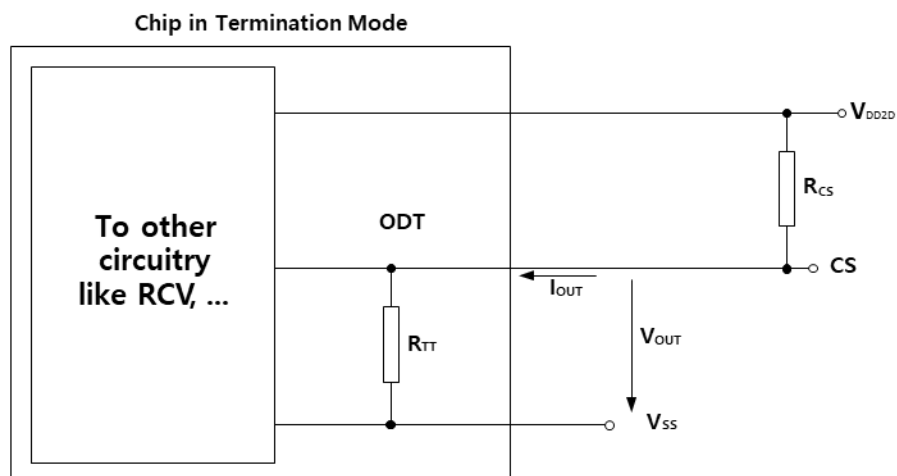 Chip in Termination Mode
VDD2D
RCS
To other
circuitry
like RCV, ...
ODT
CS
IOUT
VOUT
RTT
VSS